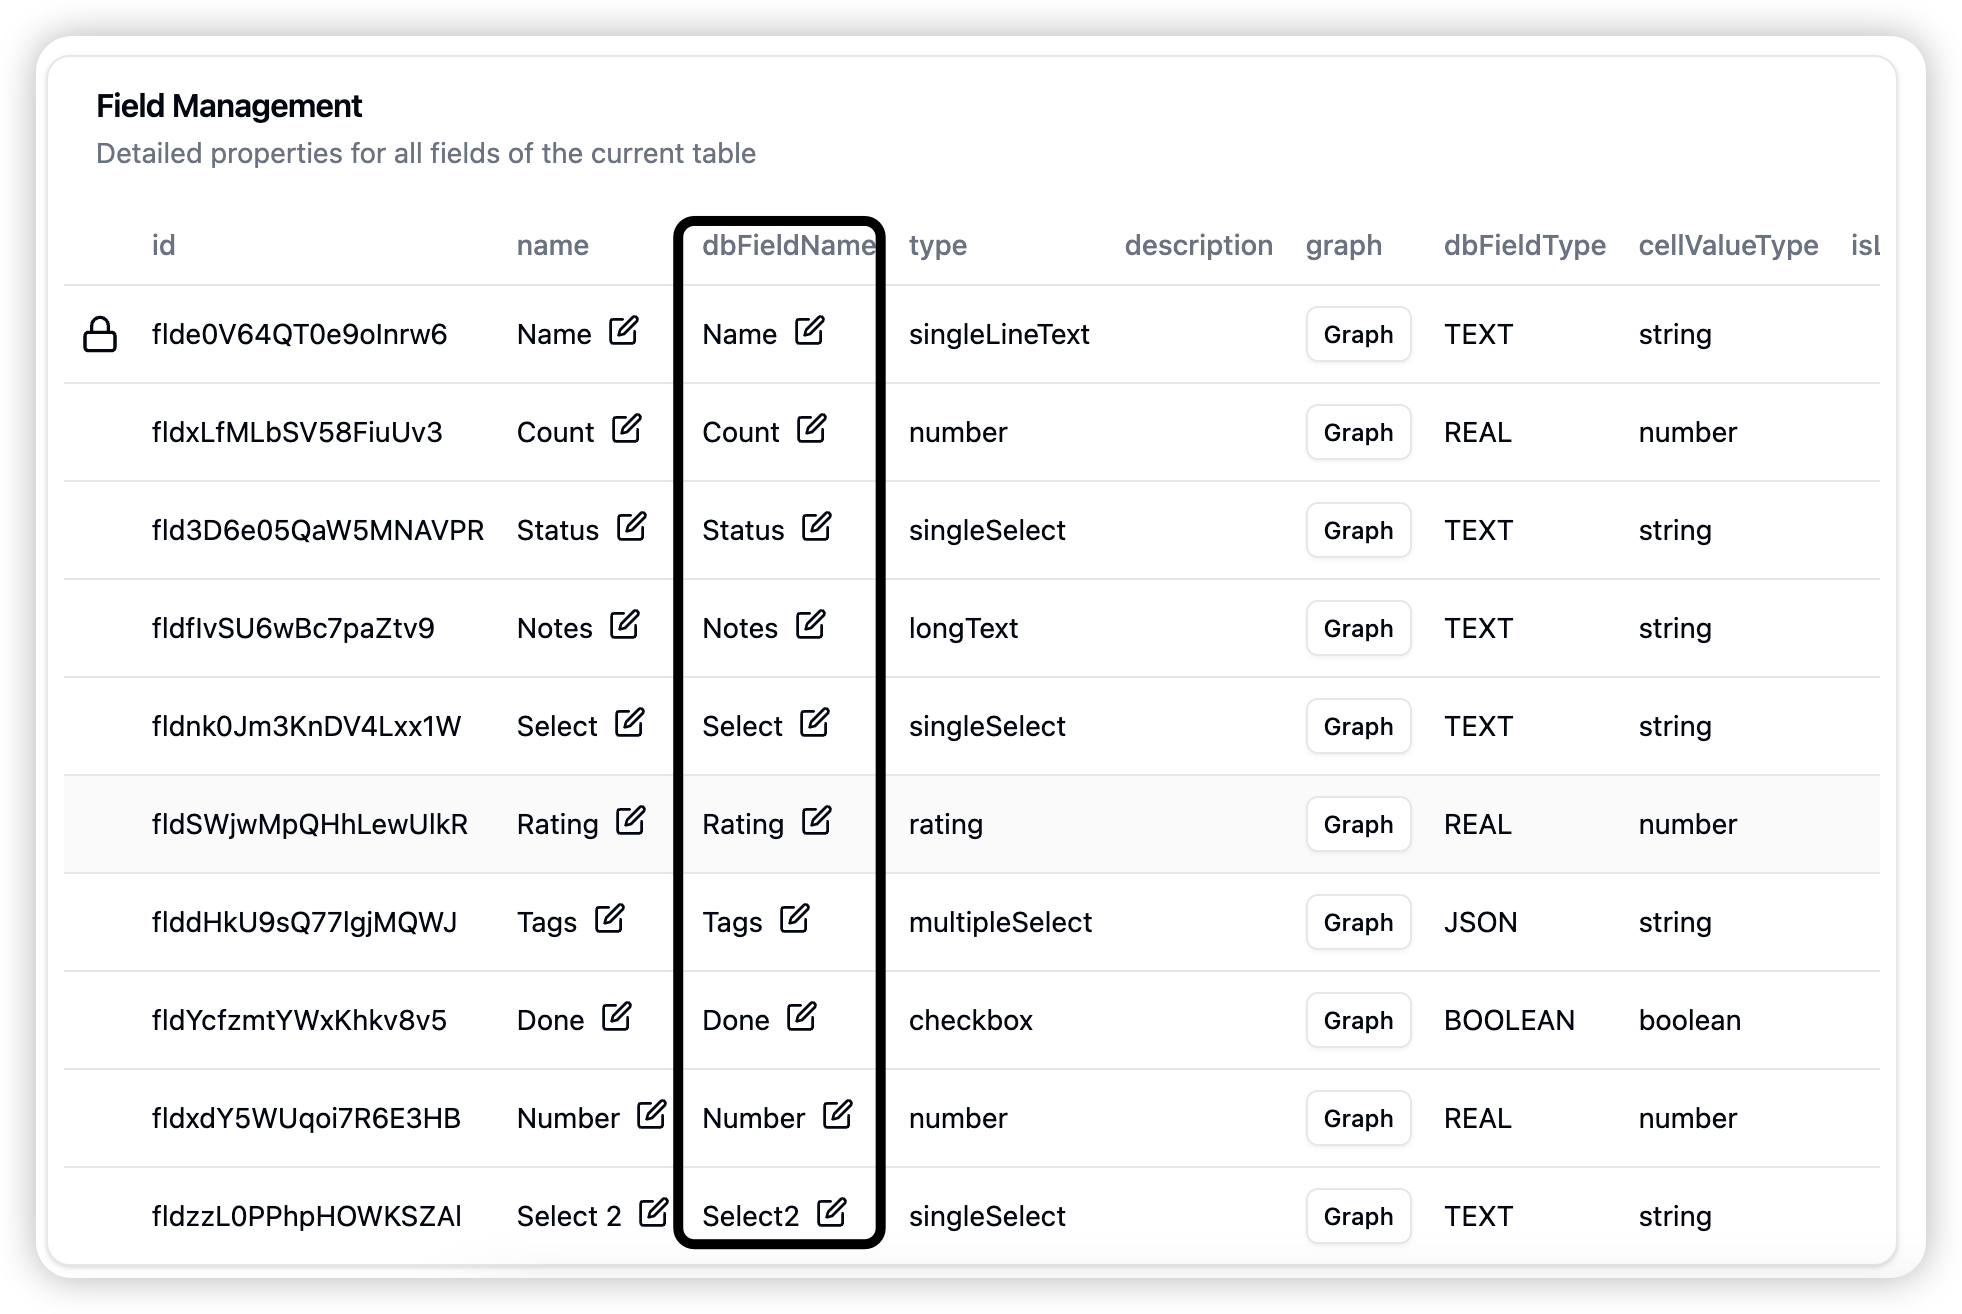 Field Management
Detailed properties for all fields of the current table
id name dbFieldName type description graph dbFieldType cellValueType isL
flde0V64QT0e9oInrw6 Name Name singleLineText Graph TEXT string
fldxLfMLbSV58FiuUv3 Count Count number Graph REAL number
fld3D6e05QaW5MNAVPR Status Status singleSelect Graph TEXT string
fldfIvSU6wBc7paZtv9 Notes Notes longText Graph TEXT string
fldnk0Jm3KnDV4Lxx1W Select Select singleSelect Graph TEXT string
fldSWjwMpQHhLewUlkR Rating Rating rating Graph REAL number
flddHkU9sQ77lgjMQWJ Tags Tags multipleSelect Graph JSON string
fldYcfzmtYWxKhkv8v5 Done Done checkbox Graph BOOLEAN boolean
fldxdY5WUqoi7R6E3HB Number Number number Graph REAL number
fldzzL0PPhpHOWKSZAl Select 2 Select2 singleSelect Graph TEXT string